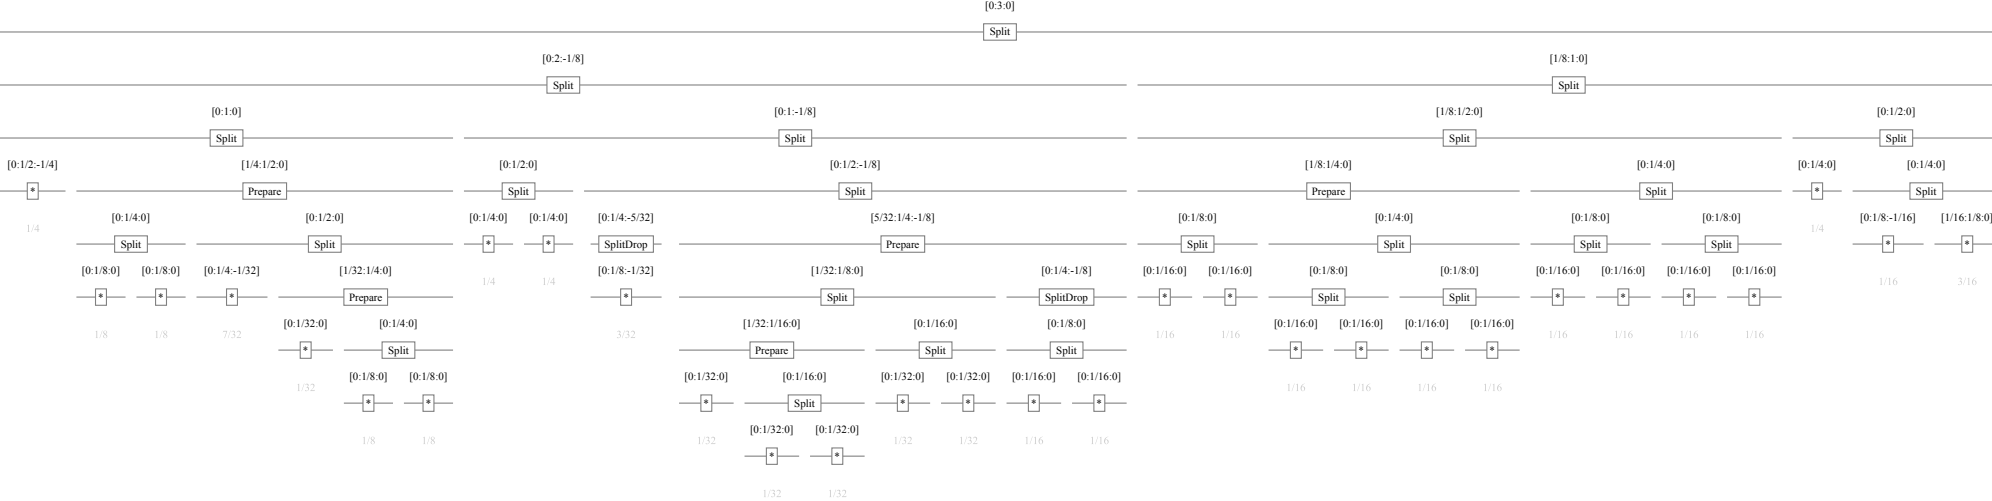 [0:3:0]
Split
[0:2:-1/8] [1/8:1:0]
Split Split
[0:1:0] [0:1:-1/8] [1/8:1/2:0] [0:1/2:0]
Split Split Split Split
[0:1/2:-1/4] [1/4:1/2:0] [0:1/2:0] [0:1/2:-1/8] [1/8:1/4:0] [0:1/4:0] [0:1/4:0] [0:1/4:0]
* Prepare Split Split Prepare Split * Split
[0:1/4:0] [0:1/2:0] [0:1/4:0] [0:1/4:0] [0:1/4:-5/32] [5/32:1/4:-1/8] [0:1/8:0] [0:1/4:0] [0:1/8:0] [0:1/8:0] [0:1/8:-1/16] [1/16:1/8:0]
1/4 1/4
Split Split * * SplitDrop Prepare Split Split Split Split * *
[0:1/8:0] [0:1/8:0] [0:1/4:-1/32] [1/32:1/4:0] [0:1/8:-1/32] [1/32:1/8:0] [0:1/4:-1/8] [0:1/16:0] [0:1/16:0] [0:1/8:0] [0:1/8:0] [0:1/16:0] [0:1/16:0] [0:1/16:0] [0:1/16:0]
1/4 1/4 1/16 3/16
* * * Prepare * Split SplitDrop * * Split Split * * * *
[0:1/32:0] [0:1/4:0] [1/32:1/16:0] [0:1/16:0] [0:1/8:0] [0:1/16:0] [0:1/16:0] [0:1/16:0] [0:1/16:0]
1/8 1/8 7/32 3/32 1/16 1/16 1/16 1/16 1/16 1/16
* Split Prepare Split Split * * * *
[0:1/8:0] [0:1/8:0] [0:1/32:0] [0:1/16:0] [0:1/32:0] [0:1/32:0] [0:1/16:0] [0:1/16:0]
1/32 1/16 1/16 1/16 1/16
* * * Split * * * *
[0:1/32:0] [0:1/32:0]
1/8 1/8 1/32 1/32 1/32 1/16 1/16
* *
1/32 1/32